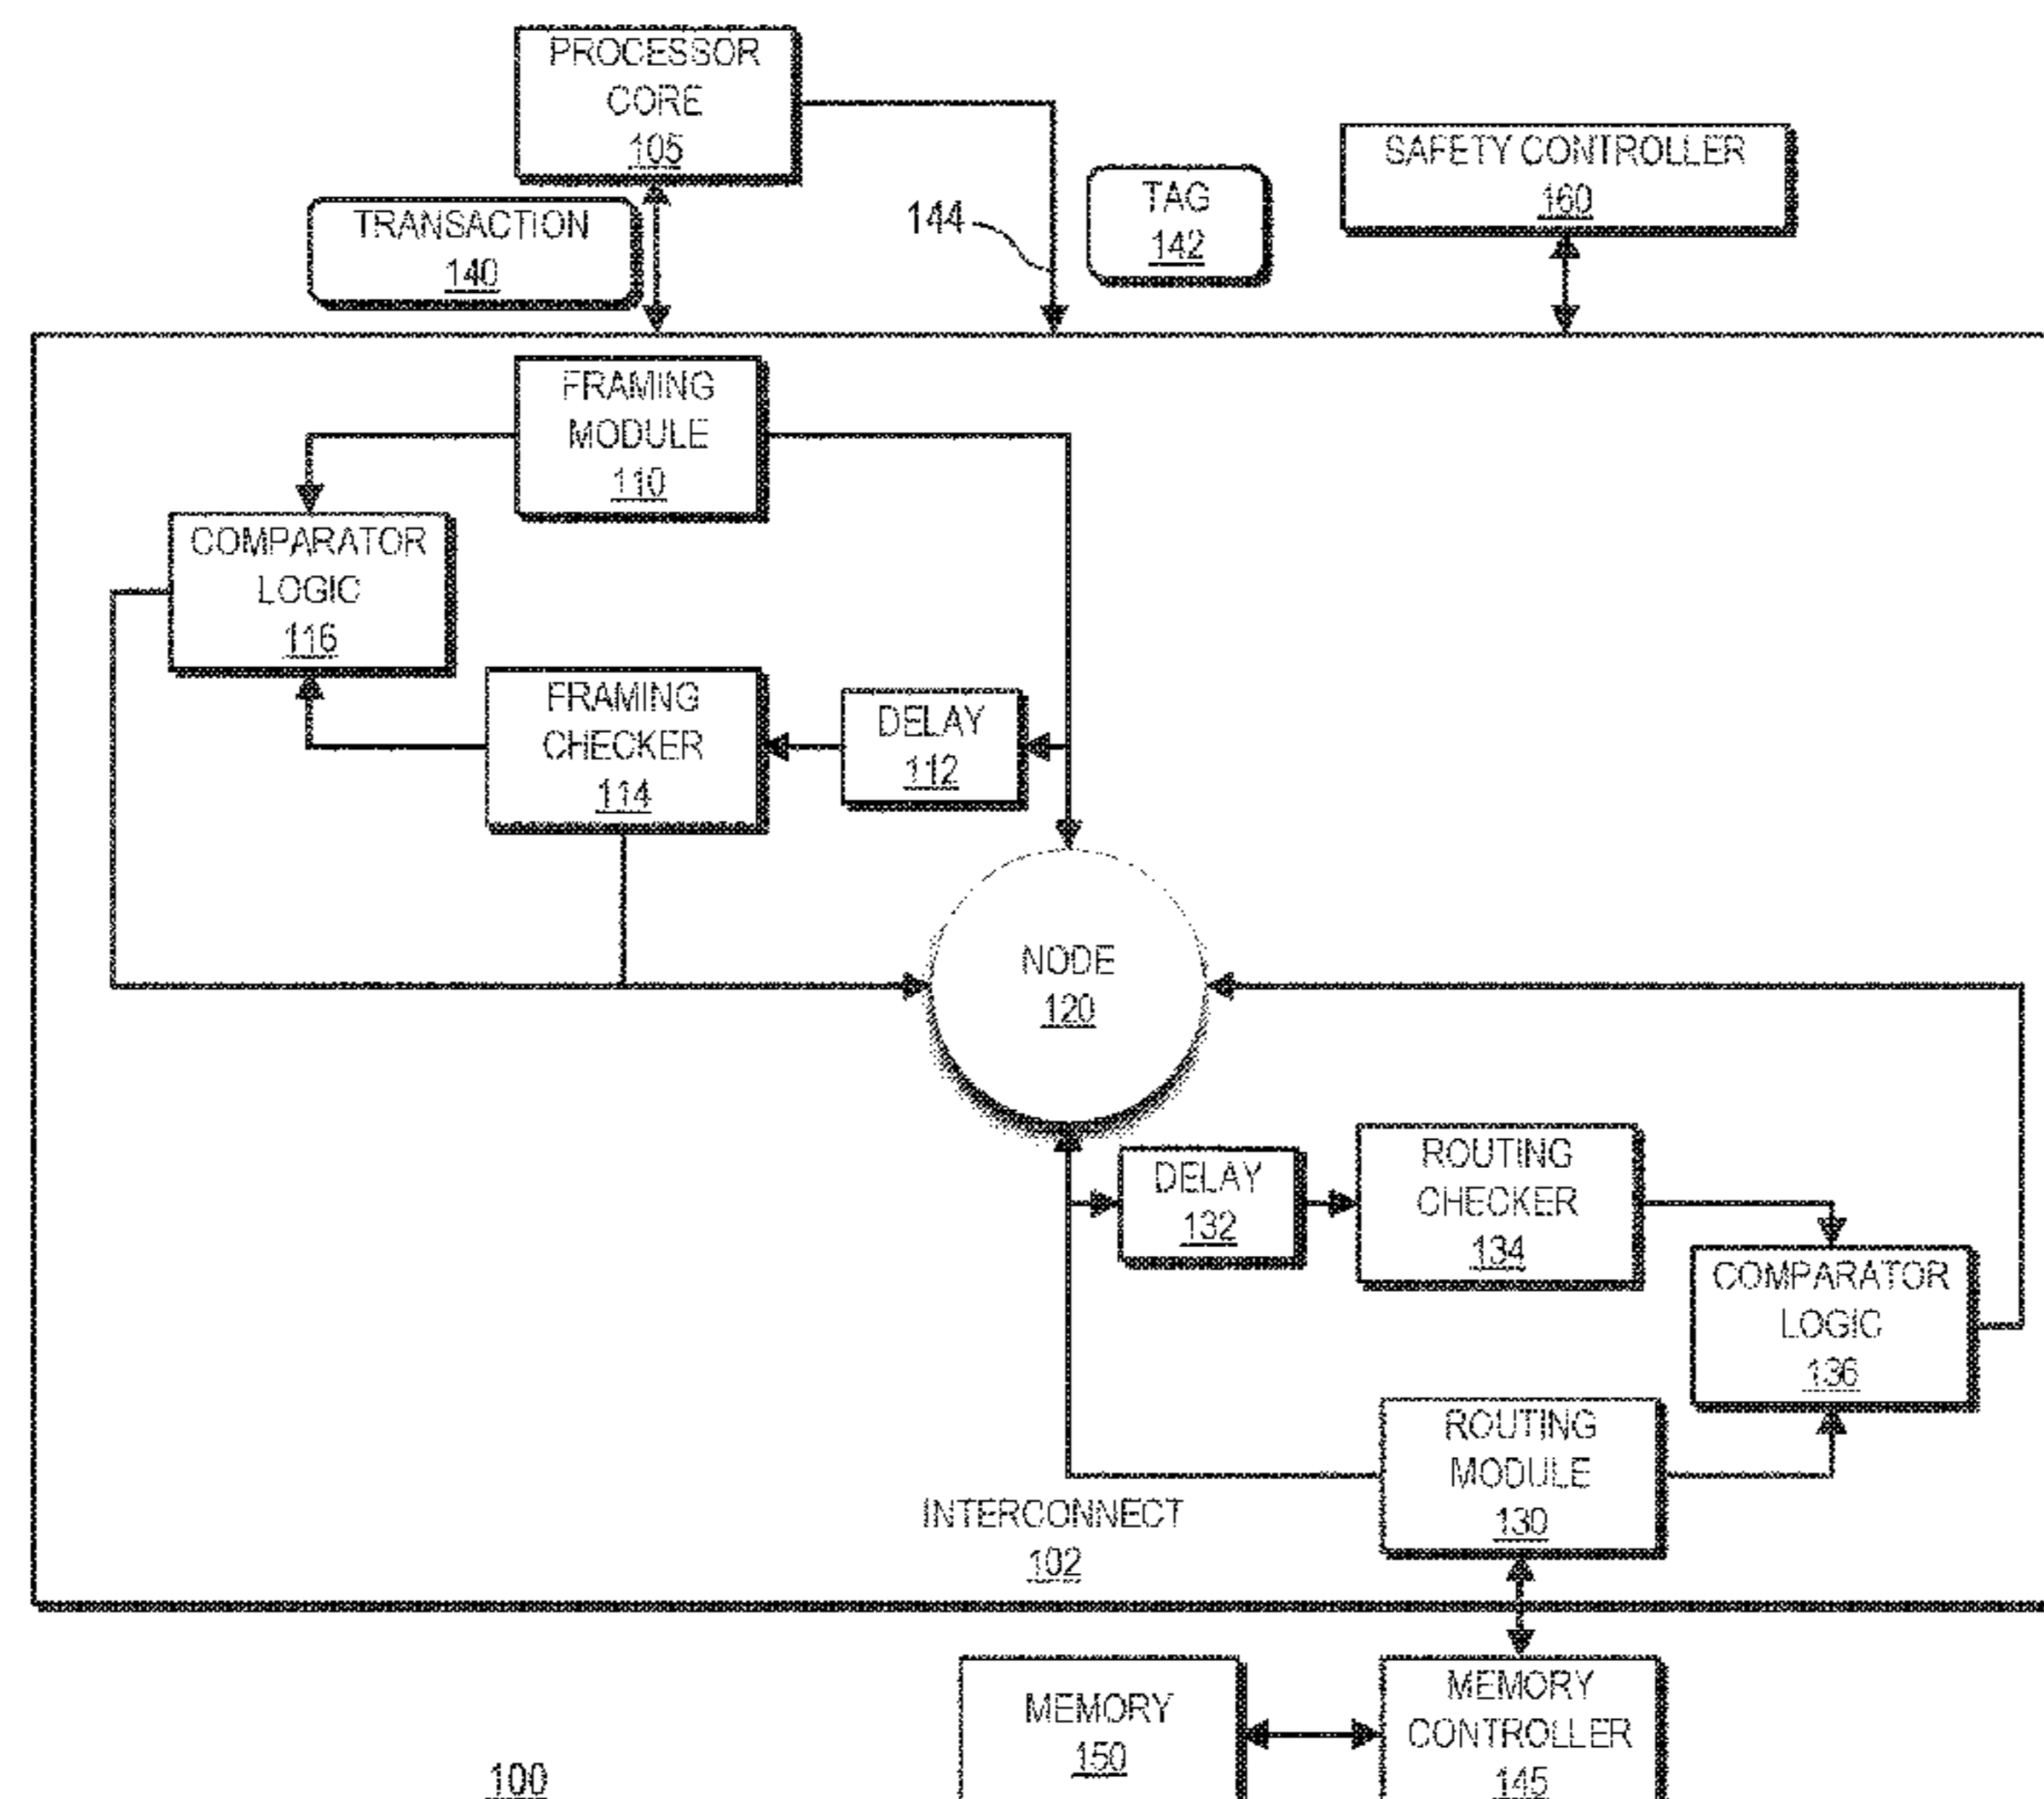 PROCESSOR
CORE
105
TRANSACTION
140
144
TAG
142
SAFETY CONTROLLER
160
FRAMING
MODULE
110
COMPARATOR
LOGIC
116
FRAMING
CHECKER
114
DELAY
112
NODE
120
DELAY
132
ROUTING
CHECKER
134
COMPARATOR
LOGIC
136
ROUTING
MODULE
130
INTERCONNECT
102
MEMORY
150
MEMORY
CONTROLLER
145
100